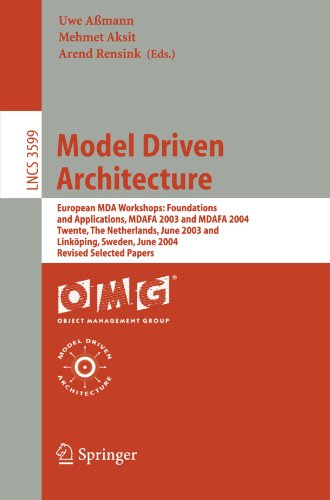 Uwe Aßmann
Mehmet Aksit
Arend Rensink (Eds.)
LNCS 3599
Model Driven
Architecture
European MDA Workshops: Foundations
and Applications, MDAFA 2003 and MDAFA 2004
Twente, The Netherlands, June 2003 and
Linköping, Sweden, June 2004
Revised Selected Papers
OMG®
OBJECT MANAGEMENT GROUP
MODEL DRIVEN
ARCHITECTURE
Springer